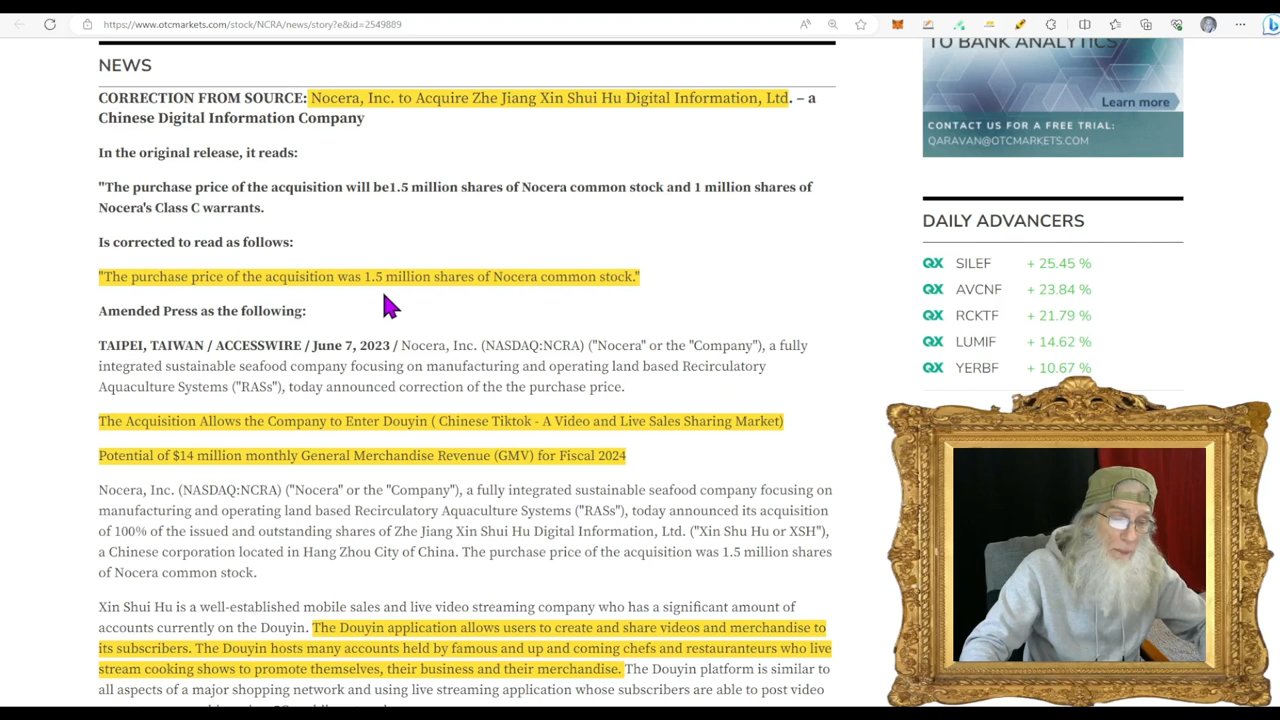 https://www.otcmarkets.com/stock/NCRA/news/story?e&id=2549889
TO BANK ANALYTICS
Learn more
CONTACT US FOR A FREE TRIAL:
QARAVAN@OTCMARKETS.COM
NEWS
CORRECTION FROM SOURCE: Nocera, Inc. to Acquire Zhe Jiang Xin Shui Hu Digital Information, Ltd. – a
Chinese Digital Information Company
In the original release, it reads:
"The purchase price of the acquisition will be1.5 million shares of Nocera common stock and 1 million shares of
Nocera's Class C warrants.
Is corrected to read as follows:
"The purchase price of the acquisition was 1.5 million shares of Nocera common stock."
Amended Press as the following:
TAIPEI, TAIWAN / ACCESSWIRE / June 7, 2023 / Nocera, Inc. (NASDAQ:NCRA) ("Nocera" or the "Company"), a fully
integrated sustainable seafood company focusing on manufacturing and operating land based Recirculatory
Aquaculture Systems ("RASs"), today announced correction of the the purchase price.
The Acquisition Allows the Company to Enter Douyin ( Chinese Tiktok - A Video and Live Sales Sharing Market)
Potential of $14 million monthly General Merchandise Revenue (GMV) for Fiscal 2024
Nocera, Inc. (NASDAQ:NCRA) ("Nocera" or the "Company"), a fully integrated sustainable seafood company focusing on
manufacturing and operating land based Recirculatory Aquaculture Systems ("RASs"), today announced its acquisition
of 100% of the issued and outstanding shares of Zhe Jiang Xin Shui Hu Digital Information, Ltd. ("Xin Shu Hu or XSH"),
a Chinese corporation located in Hang Zhou City of China. The purchase price of the acquisition was 1.5 million shares
of Nocera common stock.
Xin Shui Hu is a well-established mobile sales and live video streaming company who has a significant amount of
accounts currently on the Douyin. The Douyin application allows users to create and share videos and merchandise to
its subscribers. The Douyin hosts many accounts held by famous and up and coming chefs and restauranteurs who live
stream cooking shows to promote themselves, their business and their merchandise. The Douyin platform is similar to
all aspects of a major shopping network and using live streaming application whose subscribers are able to post video
DAILY ADVANCERS
QX SILEF + 25.45 %
QX AVCNF + 23.84 %
QX RCKTF + 21.79 %
QX LUMIF + 14.62 %
QX YERBF + 10.67 %